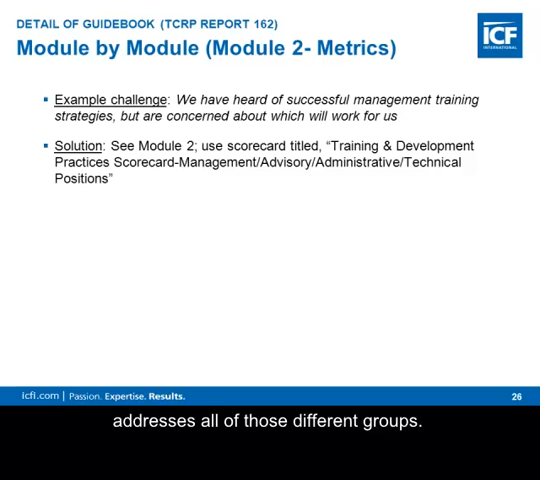 DETAIL OF GUIDEBOOK (TCRP REPORT 162)
Module by Module (Module 2- Metrics)
ICF
INTERNATIONAL
Example challenge: We have heard of successful management training
strategies, but are concerned about which will work for us
Solution: See Module 2; use scorecard titled, “Training & Development
Practices Scorecard-Management/Advisory/Administrative/Technical
Positions”
icfi.com | Passion. Expertise. Results.
26
addresses all of those different groups.